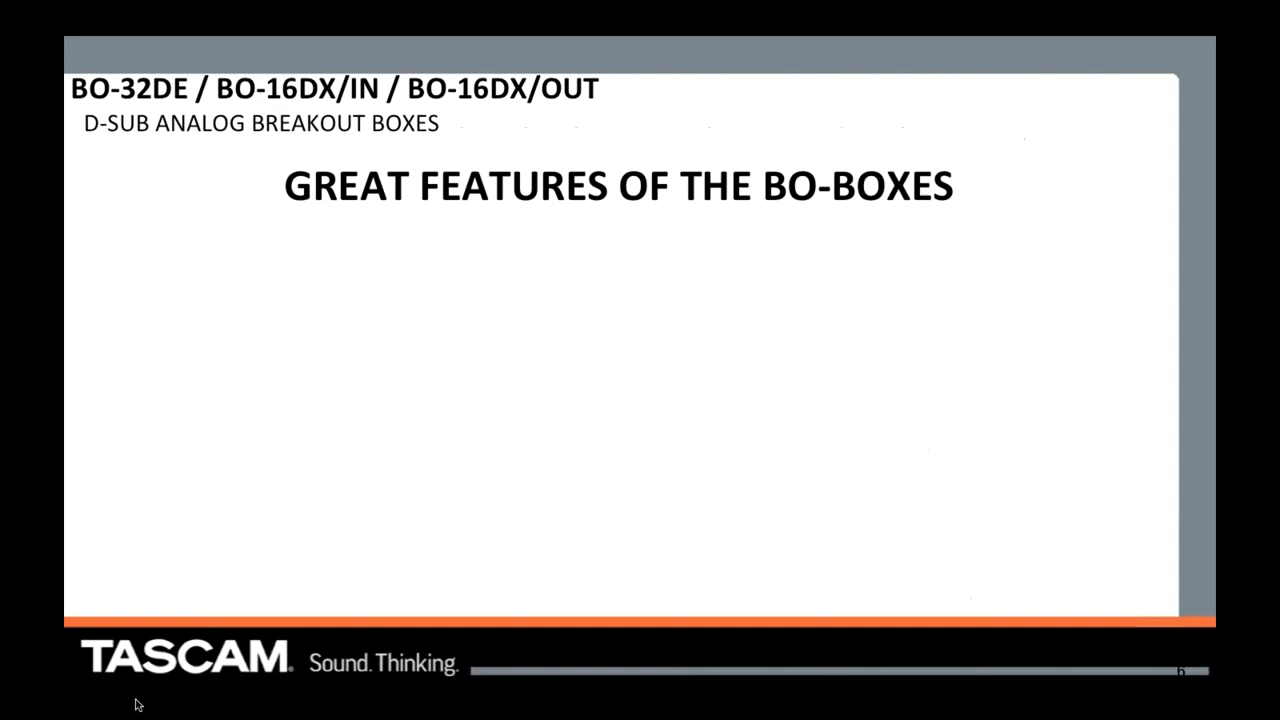 BO-32DE / BO-16DX/IN / BO-16DX/OUT
D-SUB ANALOG BREAKOUT BOXES
GREAT FEATURES OF THE BO-BOXES
TASCAM. Sound. Thinking.
6